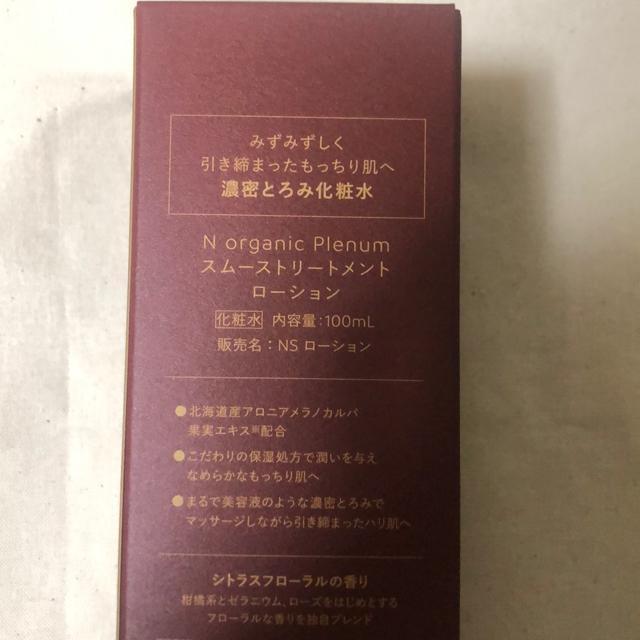 みずみずしく
引き締まったもっちり肌へ
濃密とろみ化粧水
N organic Plenum
スムーストリートメント
ローション
化粧水 内容量:100mL
販売名:NS ローション
●北海道産アロニアメラノカルパ
果実エキス※配合
●こだわりの保湿処方で潤いを与え
なめらかなもっちり肌へ
●まるで美容液のような濃密とろみで
マッサージしながら引き締まったハリ肌へ
シトラスフローラルの香り
柑橘系とゼラニウム、ローズをはじめとする
フローラルな香りを独自ブレンド